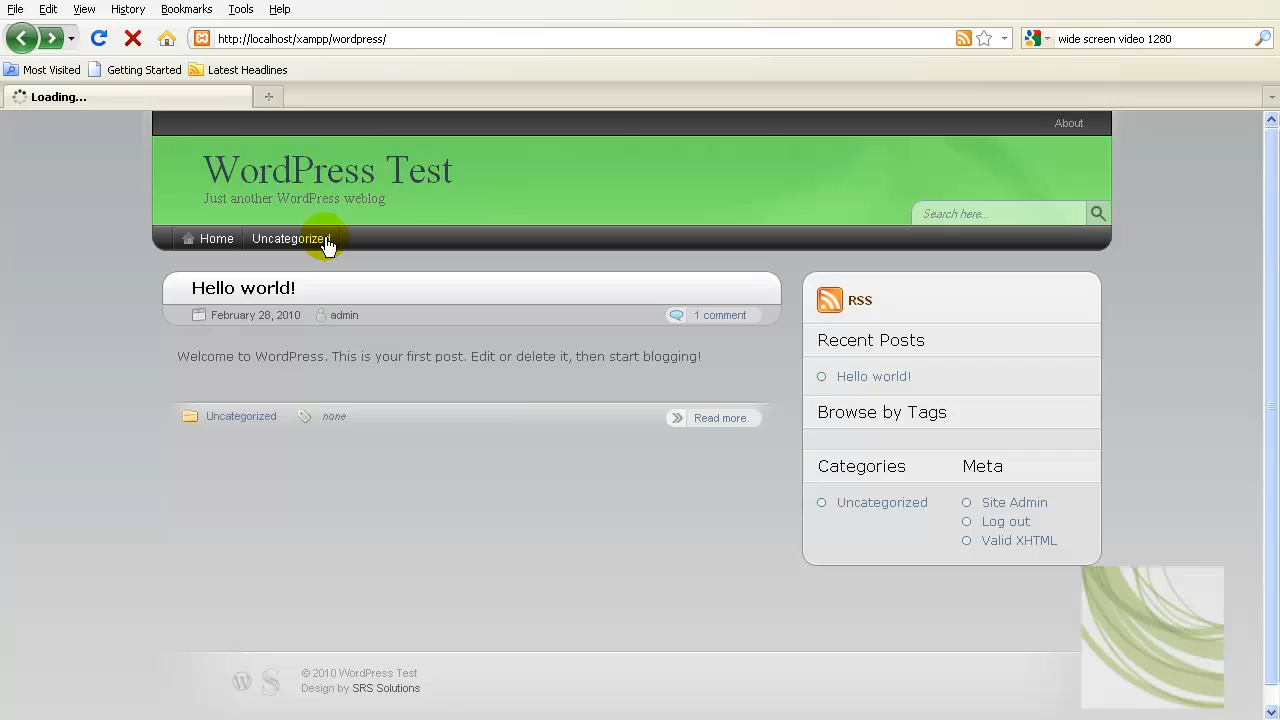 File Edit View History Bookmarks Tools Help
http://localhost/xampp/wordpress/
wide screen video 1280
Most Visited Getting Started Latest Headlines
Loading...
About
WordPress Test
Just another WordPress weblog
Search here...
Home Uncategorized
Hello world!
February 28, 2010 admin 1 comment
Welcome to WordPress. This is your first post. Edit or delete it, then start blogging!
Uncategorized none Read more
RSS
Recent Posts
Hello world!
Browse by Tags
Categories Meta
Uncategorized Site Admin
Log out
Valid XHTML
© 2010 WordPress Test
Design by SRS Solutions